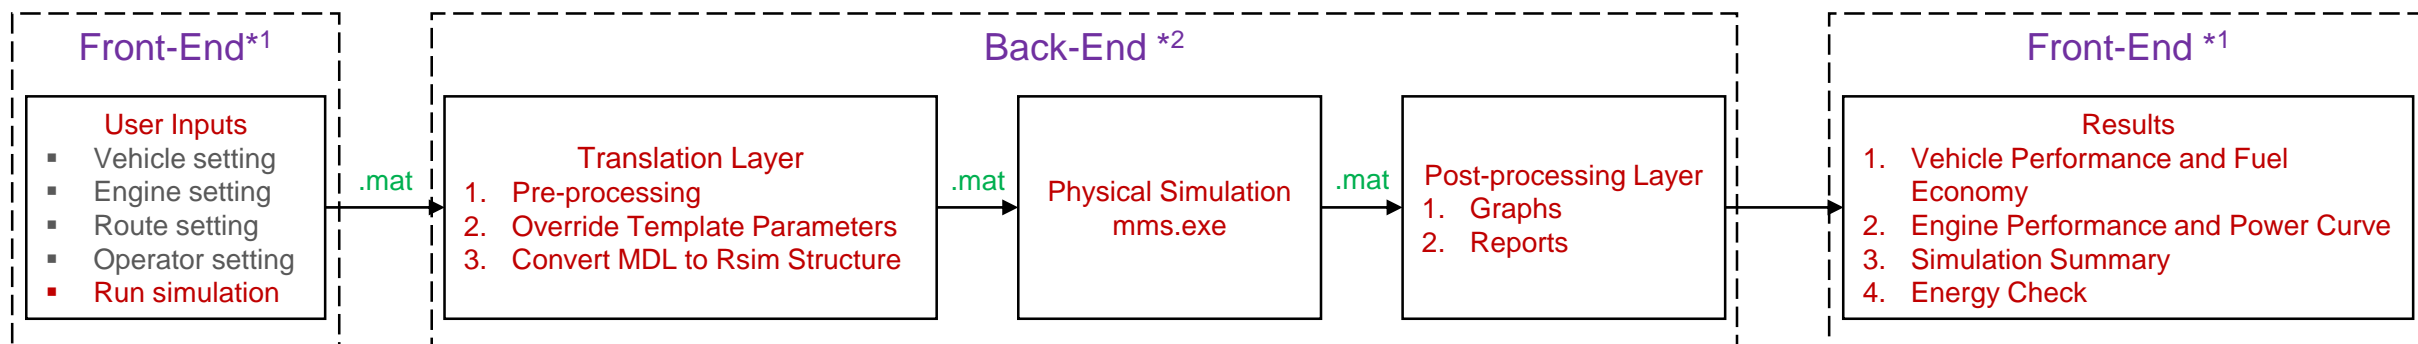 Front-End*1
User Inputs
▪ Vehicle setting
▪ Engine setting
▪ Route setting
▪ Operator setting
▪ Run simulation
.mat
Back-End *2
Translation Layer
1. Pre-processing
2. Override Template Parameters
3. Convert MDL to Rsim Structure
.mat
Physical Simulation
mms.exe
.mat
Post-processing Layer
1. Graphs
2. Reports
Front-End *1
Results
1. Vehicle Performance and Fuel
Economy
2. Engine Performance and Power Curve
3. Simulation Summary
4. Energy Check